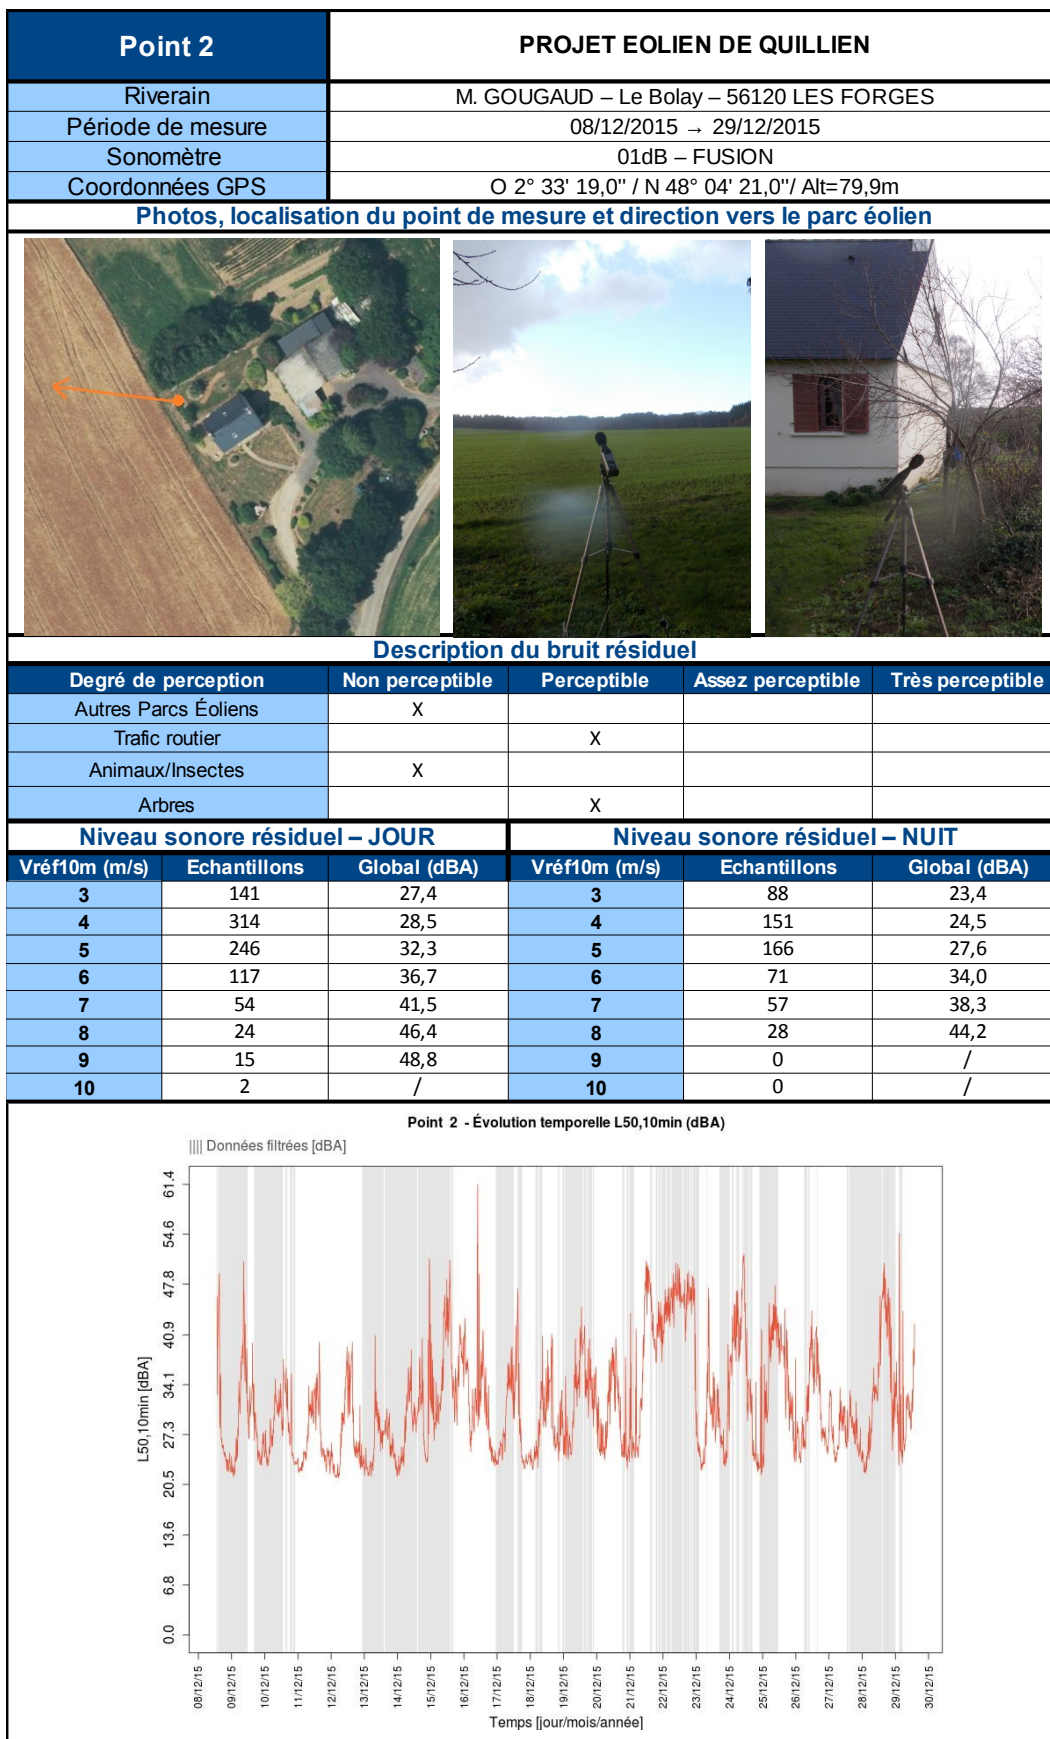 Point 2 PROJET EOLIEN DE QUILLIEN
Riverain M. GOUGAUD – Le Bolay – 56120 LES FORGES
Période de mesure 08/12/2015 → 29/12/2015
Sonomètre 01dB – FUSION
Coordonnées GPS O 2° 33' 19,0'' / N 48° 04' 21,0''/ Alt=79,9m
Photos, localisation du point de mesure et direction vers le parc éolien
Description du bruit résiduel
Degré de perception Non perceptible Perceptible Assez perceptible Très perceptible
Autres Parcs Éoliens X
Trafic routier X
Animaux/Insectes X
Arbres X
Niveau sonore résiduel – JOUR Niveau sonore résiduel – NUIT
Vréf10m (m/s) Echantillons Global (dBA) Vréf10m (m/s) Echantillons Global (dBA)
3 141 27,4 3 88 23,4
4 314 28,5 4 151 24,5
5 246 32,3 5 166 27,6
6 117 36,7 6 71 34,0
7 54 41,5 7 57 38,3
8 24 46,4 8 28 44,2
9 15 48,8 9 0 /
10 2 / 10 0 /
Point 2 - Évolution temporelle L50,10min (dBA)
|||| Données filtrées [dBA]
L50,10min [dBA]
61.4
54.6
47.8
40.9
34.1
27.3
20.5
13.6
6.8
0.0
08/12/15 09/12/15 10/12/15 11/12/15 12/12/15 13/12/15 14/12/15 15/12/15 16/12/15 17/12/15 18/12/15 19/12/15 20/12/15 21/12/15 22/12/15 23/12/15 24/12/15 25/12/15 26/12/15 27/12/15 28/12/15 29/12/15 30/12/15
Temps [jour/mois/année]